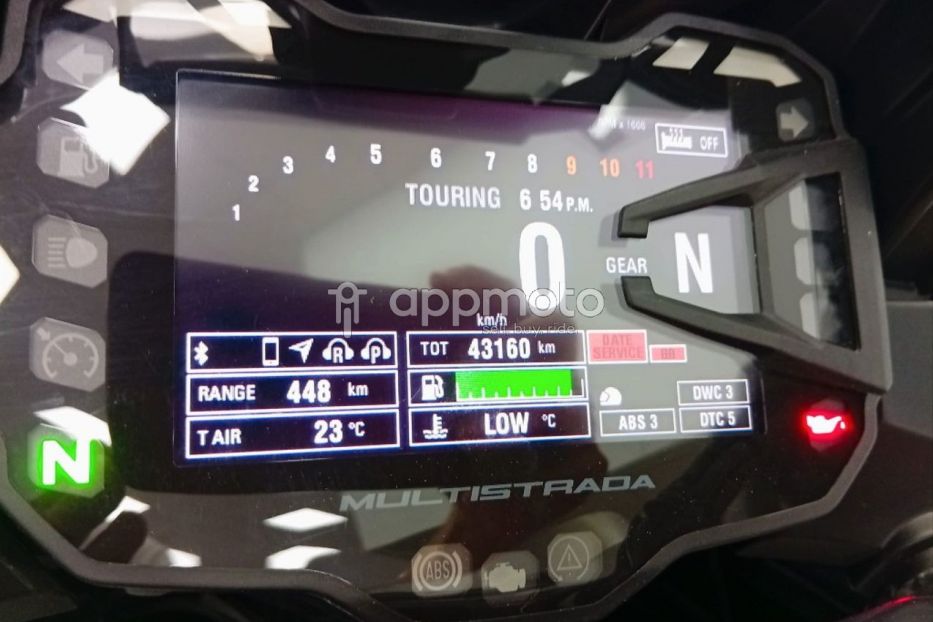 RPM x 1000
OFF
1 2 3 4 5 6 7 8 9 10 11
TOURING 6 54 P.M.
0
GEAR N
appmoto
km/h
sell. buy. ride.
TOT 43160 km
DATE SERVICE GO
R P
RANGE 448 km
DWC 3
T AIR 23 °C
LOW °C
ABS 3 DTC 5
N
MULTISTRADA
ABS